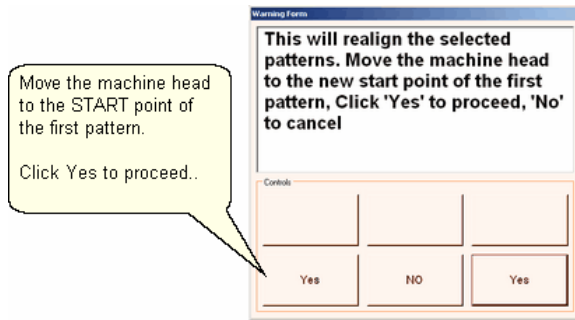 Warning Form
This will realign the selected
patterns. Move the machine head
to the new start point of the first
pattern, Click 'Yes' to proceed, 'No'
to cancel
Move the machine head
to the START point of
the first pattern.
Click Yes to proceed..
Controls
Yes
NO
Yes